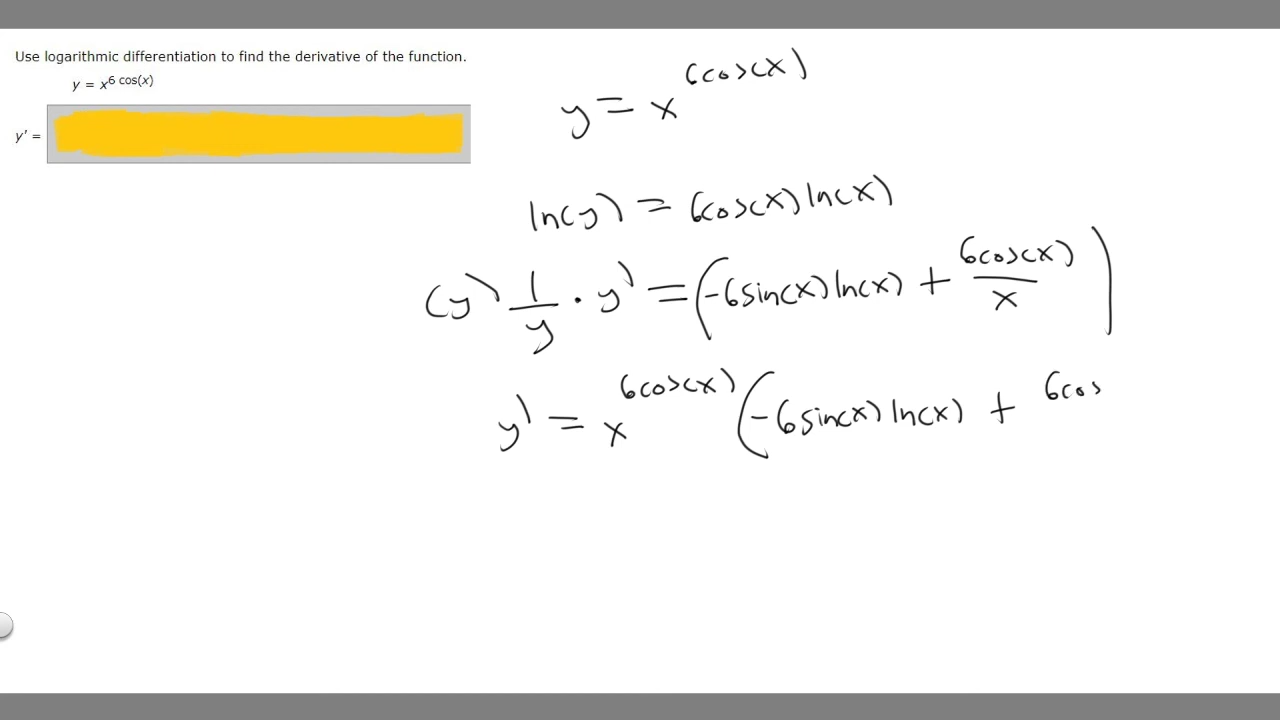 Use logarithmic differentiation to find the derivative of the function.
y = x^6 cos(x)
y' =
y = x^6cos(x)
ln(y) = 6cos(x) ln(x)
(y) 1/y · y' = (-6sin(x) ln(x) + 6cos(x)/x)
y' = x^6cos(x) (-6sin(x) ln(x) + 6cos